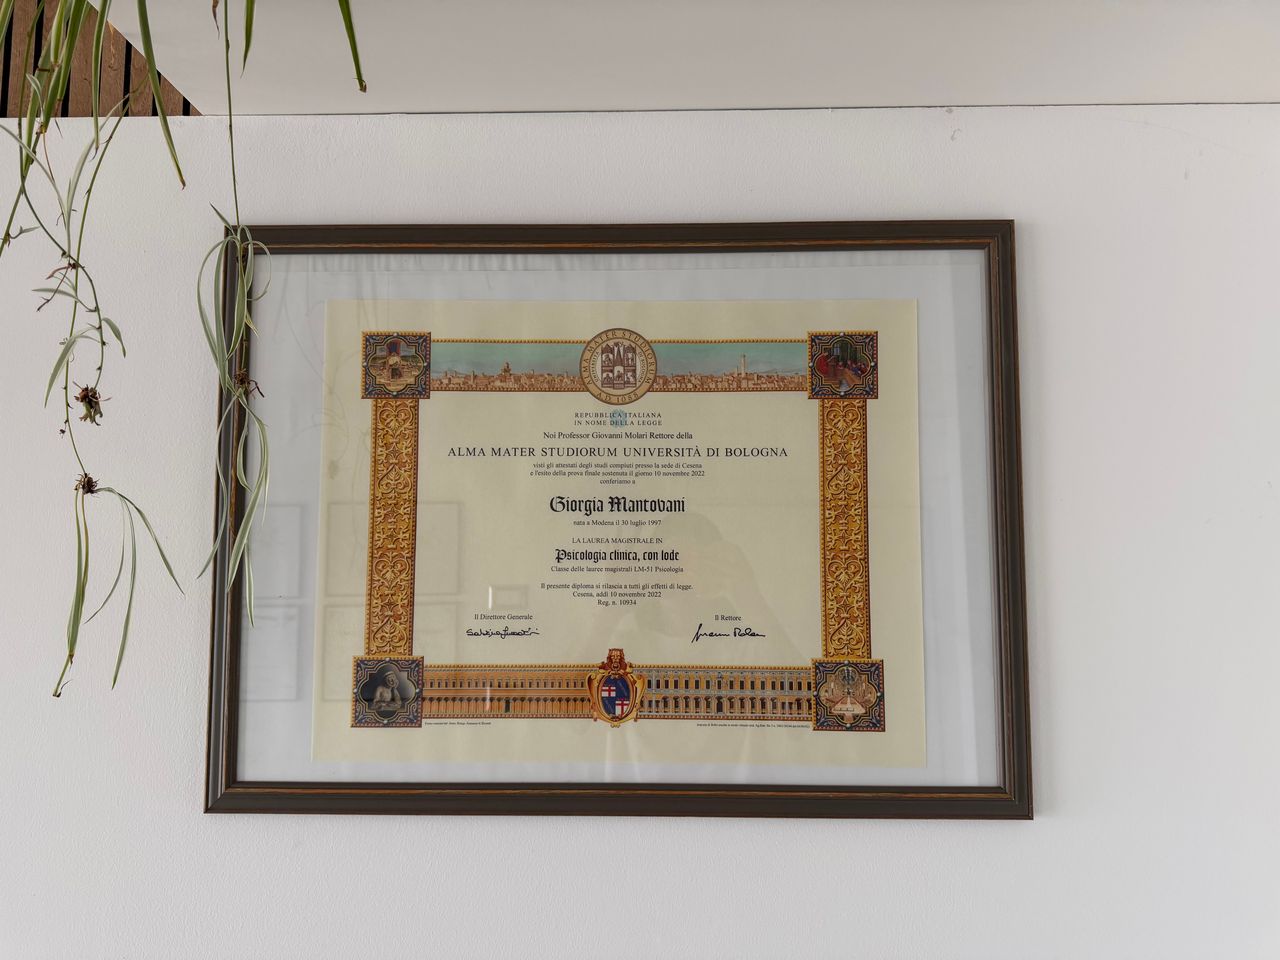 ALMA MATER STUDIORUM
A.D. 1088
REPUBBLICA ITALIANA
IN NOME DELLA LEGGE
Noi Professor Giovanni Molari Rettore della
ALMA MATER STUDIORUM UNIVERSITÀ DI BOLOGNA
visti gli attestati degli studi compiuti presso la sede di Cesena
e l'esito della prova finale sostenuta il giorno 10 novembre 2022
conferiamo a
Giorgia Mantovani
nata a Modena il 30 luglio 1997
LA LAUREA MAGISTRALE IN
Psicologia clinica, con lode
Classe delle lauree magistrali LM-51 Psicologia
Il presente diploma si rilascia a tutti gli effetti di legge.
Cesena, addì 10 novembre 2022
Reg. n. 10934
Il Direttore Generale
Il Rettore